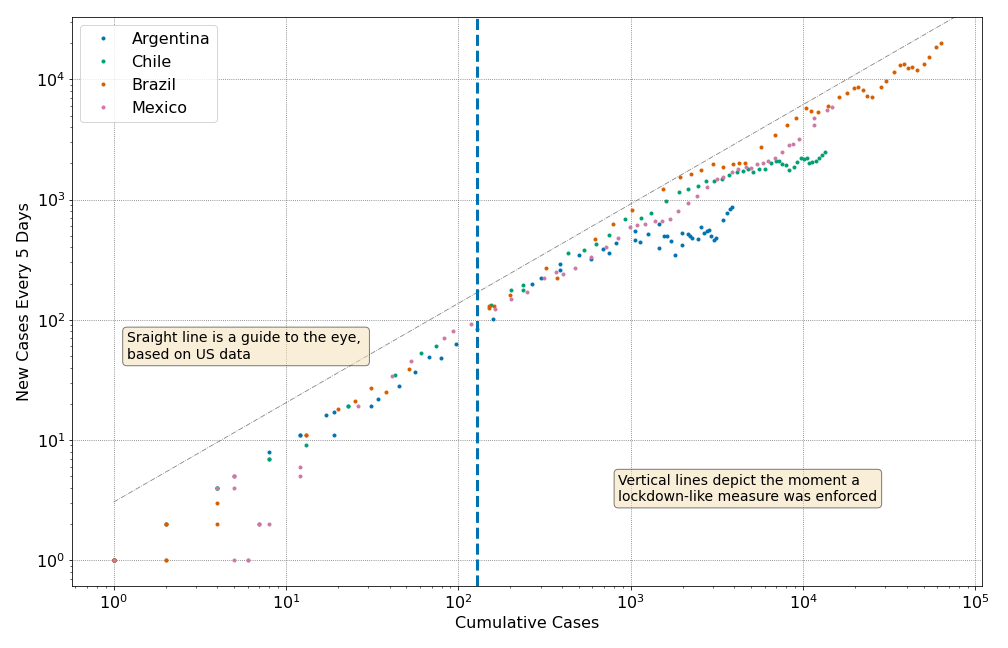 Argentina
Chile
Brazil
Mexico
New Cases Every 5 Days
10⁴
10³
10²
10¹
10⁰
Sraight line is a guide to the eye,
based on US data
Vertical lines depict the moment a
lockdown-like measure was enforced
10⁰ 10¹ 10² 10³ 10⁴ 10⁵
Cumulative Cases